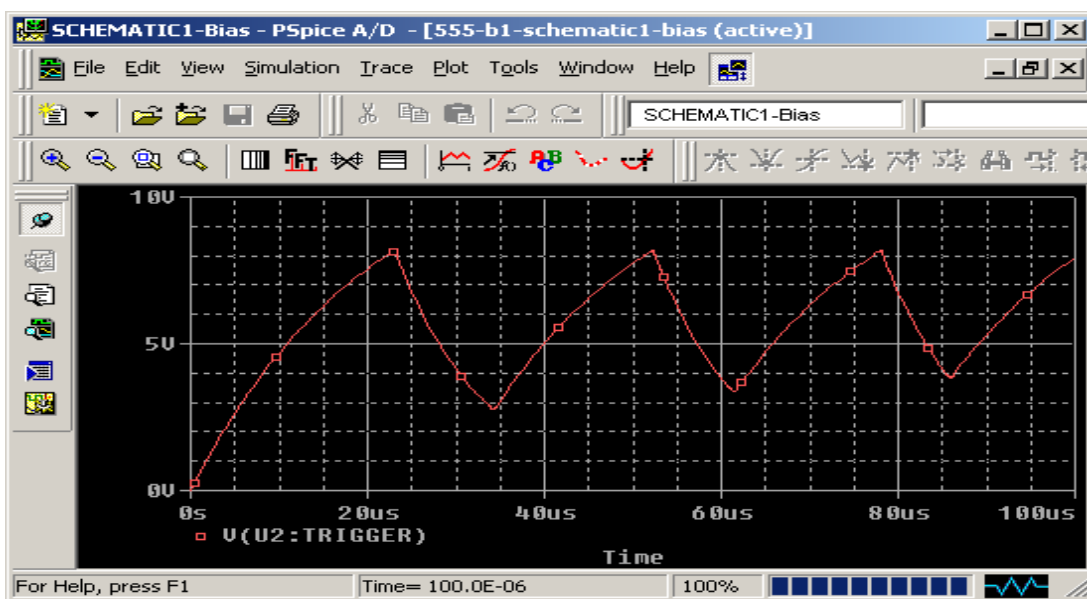 SCHEMATIC1-Bias - PSpice A/D - [555-b1-schematic1-bias (active)]
File Edit View Simulation Trace Plot Tools Window Help
SCHEMATIC1-Bias
FFT
ABC
10V
5V
0V
0s 20us 40us 60us 80us 100us
V(U2:TRIGGER)
Time
For Help, press F1 Time= 100.0E-06 100%